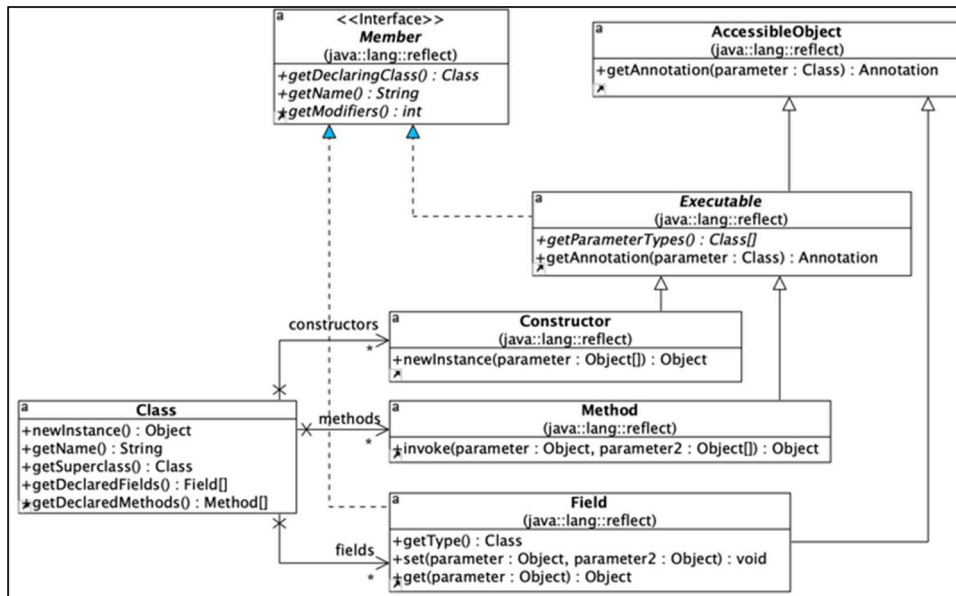 a
<<Interface>>
Member
(java::lang::reflect)
+getDeclaringClass() : Class
+getName() : String
+getModifiers() : int
a
AccessibleObject
(java::lang::reflect)
+getAnnotation(parameter : Class) : Annotation
a
Executable
(java::lang::reflect)
+getParameterTypes() : Class[]
+getAnnotation(parameter : Class) : Annotation
constructors
*
a
Constructor
(java::lang::reflect)
+newInstance(parameter : Object[]) : Object
a
Class
+newInstance() : Object
+getName() : String
+getSuperclass() : Class
+getDeclaredFields() : Field[]
+getDeclaredMethods() : Method[]
methods
*
a
Method
(java::lang::reflect)
+invoke(parameter : Object, parameter2 : Object[]) : Object
fields
*
a
Field
(java::lang::reflect)
+getType() : Class
+set(parameter : Object, parameter2 : Object) : void
+get(parameter : Object) : Object